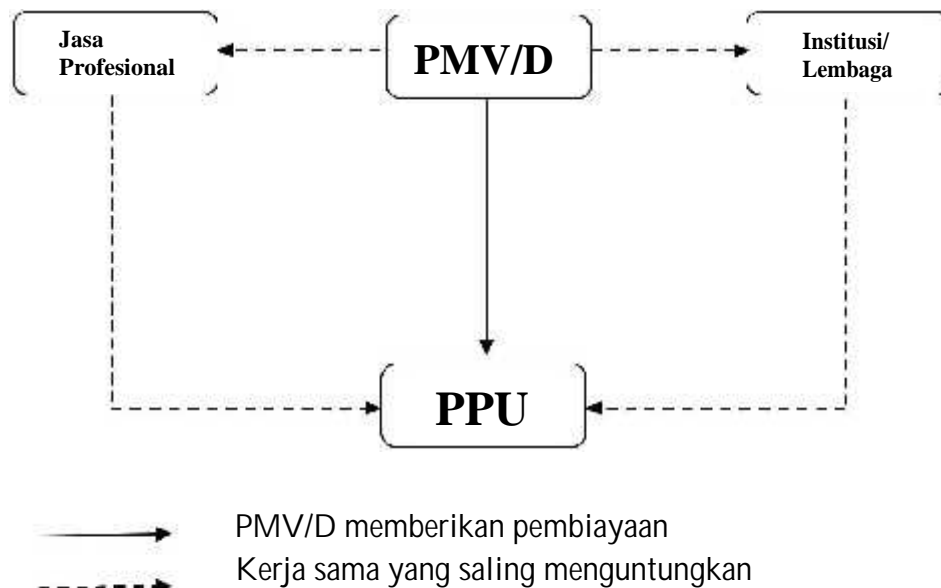 Jasa
Profesional
PMV/D
Institusi/
Lembaga
PPU
PMV/D memberikan pembiayaan
Kerja sama yang saling menguntungkan